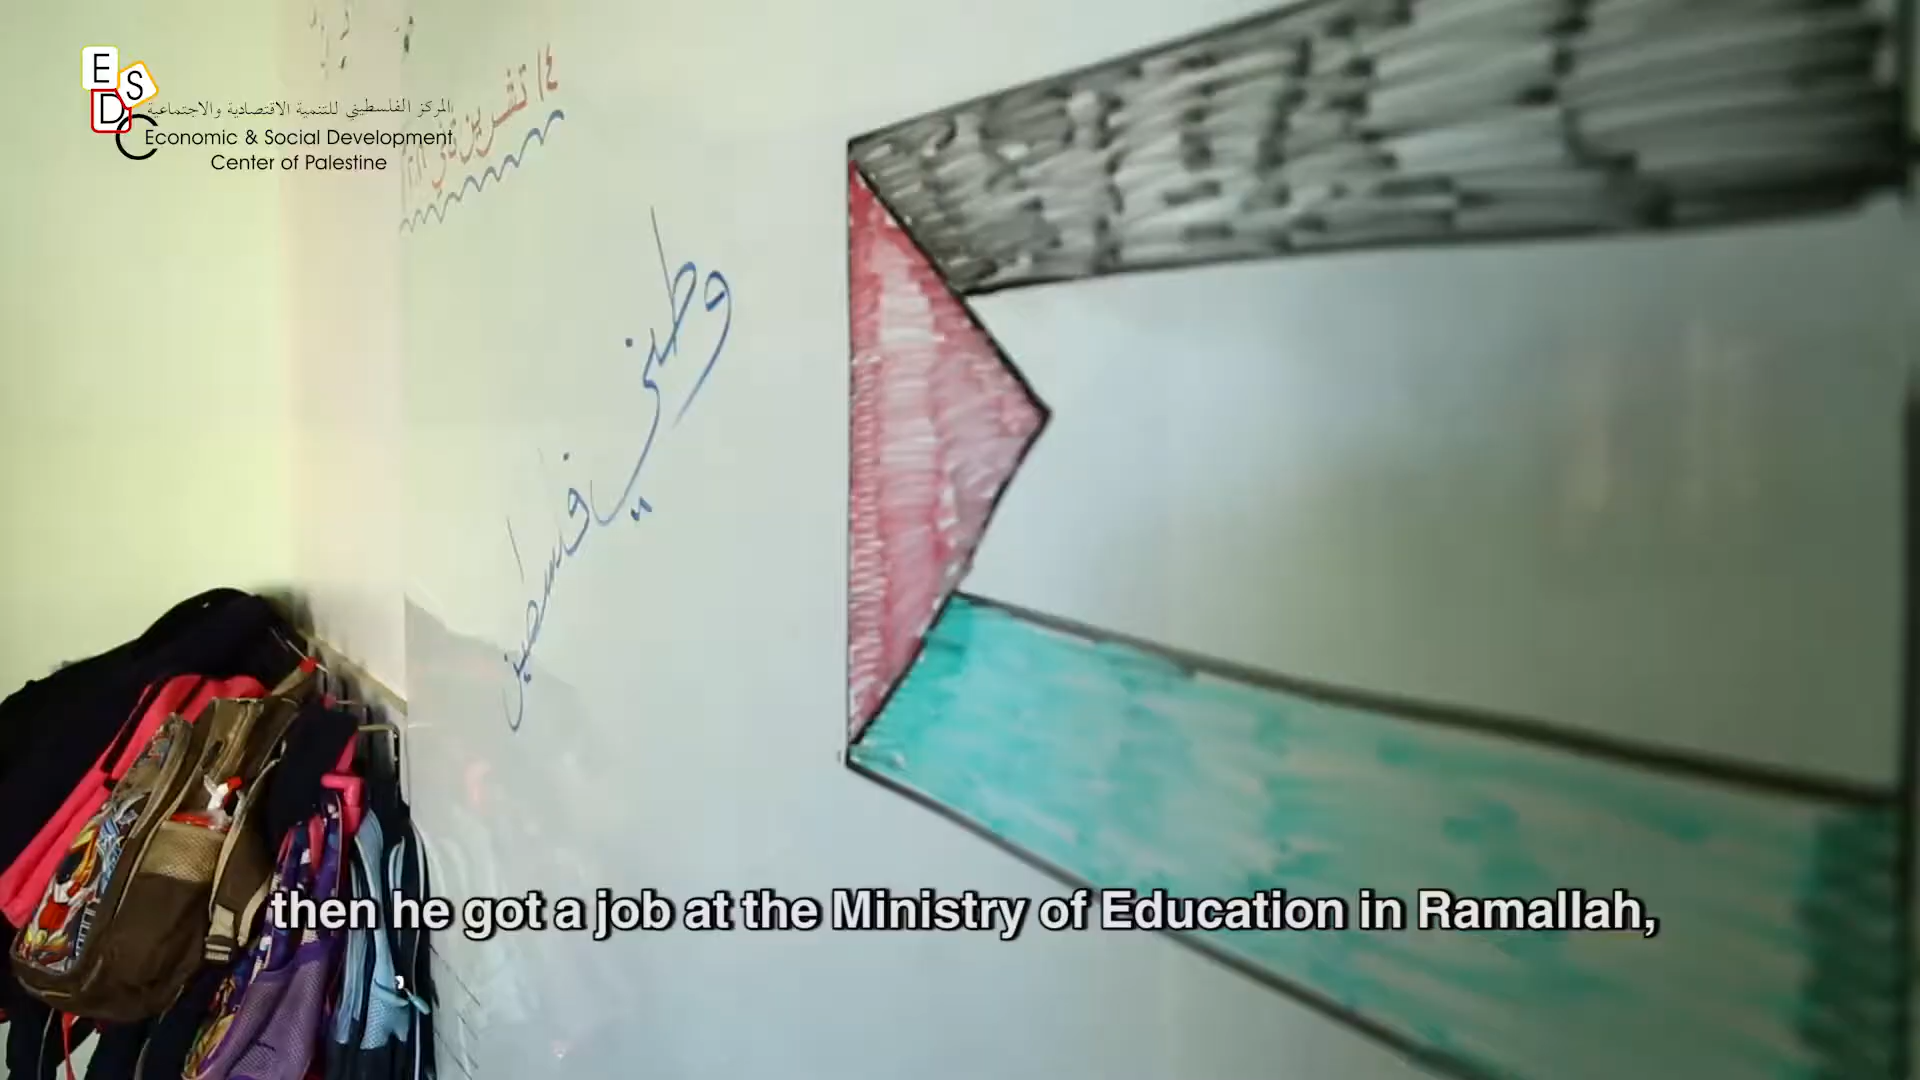 E
S
D
C
المركز الفلسطيني للتنمية الاقتصادية والاجتماعية
Economic & Social Development
Center of Palestine
١٤ تشرين ثاني
وطني
فلسطين
then he got a job at the Ministry of Education in Ramallah,